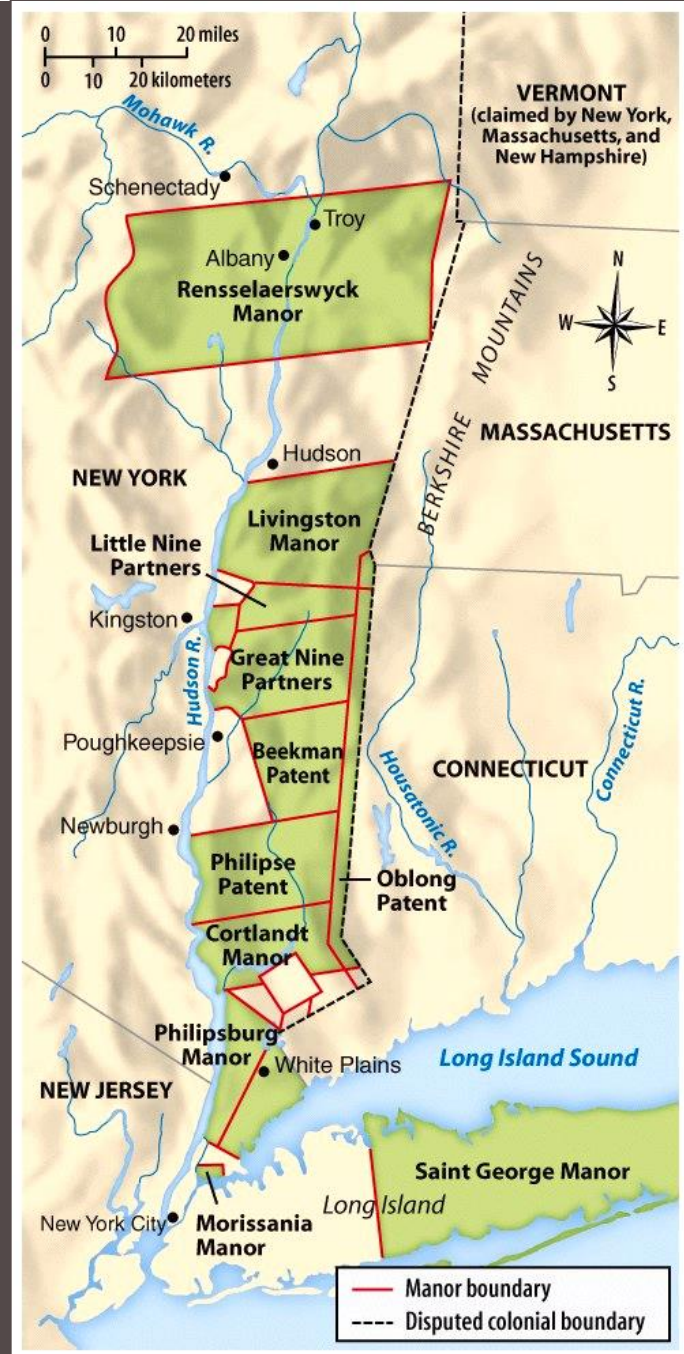 0 10 20 miles
0 10 20 kilometers
VERMONT
(claimed by New York,
Massachusetts, and
New Hampshire)
Mohawk R.
Schenectady
Troy
Albany
Rensselaerswyck
Manor
N
W E
S
BERKSHIRE MOUNTAINS
MASSACHUSETTS
Hudson
NEW YORK
Livingston
Manor
Little Nine
Partners
Kingston
Hudson R.
Great Nine
Partners
Connecticut R.
Poughkeepsie
Beekman
Patent
CONNECTICUT
Housatonic R.
Newburgh
Philipse
Patent
Oblong
Patent
Cortlandt
Manor
Philipsburg
Manor
White Plains
Long Island Sound
NEW JERSEY
Saint George Manor
Long Island
New York City
Morissania
Manor
Manor boundary
Disputed colonial boundary